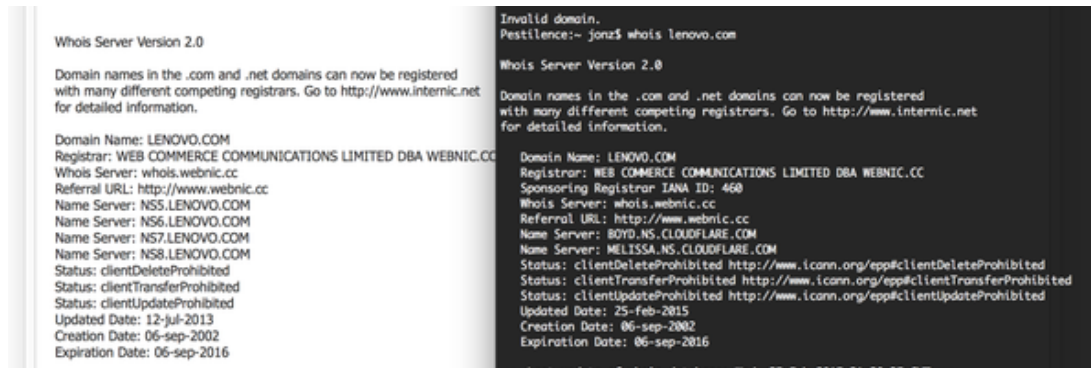 Whois Server Version 2.0
Domain names in the .com and .net domains can now be registered
with many different competing registrars. Go to http://www.internic.net
for detailed information.
Domain Name: LENOVO.COM
Registrar: WEB COMMERCE COMMUNICATIONS LIMITED DBA WEBNIC.CC
Whois Server: whois.webnic.cc
Referral URL: http://www.webnic.cc
Name Server: NS5.LENOVO.COM
Name Server: NS6.LENOVO.COM
Name Server: NS7.LENOVO.COM
Name Server: NS8.LENOVO.COM
Status: clientDeleteProhibited
Status: clientTransferProhibited
Status: clientUpdateProhibited
Updated Date: 12-jul-2013
Creation Date: 06-sep-2002
Expiration Date: 06-sep-2016
Invalid domain.
Pestilence:~ jonz$ whois lenovo.com
Whois Server Version 2.0
Domain names in the .com and .net domains can now be registered
with many different competing registrars. Go to http://www.internic.net
for detailed information.
Domain Name: LENOVO.COM
Registrar: WEB COMMERCE COMMUNICATIONS LIMITED DBA WEBNIC.CC
Sponsoring Registrar IANA ID: 460
Whois Server: whois.webnic.cc
Referral URL: http://www.webnic.cc
Name Server: BOYD.NS.CLOUDFLARE.COM
Name Server: MELISSA.NS.CLOUDFLARE.COM
Status: clientDeleteProhibited http://www.icann.org/epp#clientDeleteProhibited
Status: clientTransferProhibited http://www.icann.org/epp#clientTransferProhibited
Status: clientUpdateProhibited http://www.icann.org/epp#clientUpdateProhibited
Updated Date: 25-feb-2015
Creation Date: 06-sep-2002
Expiration Date: 06-sep-2016